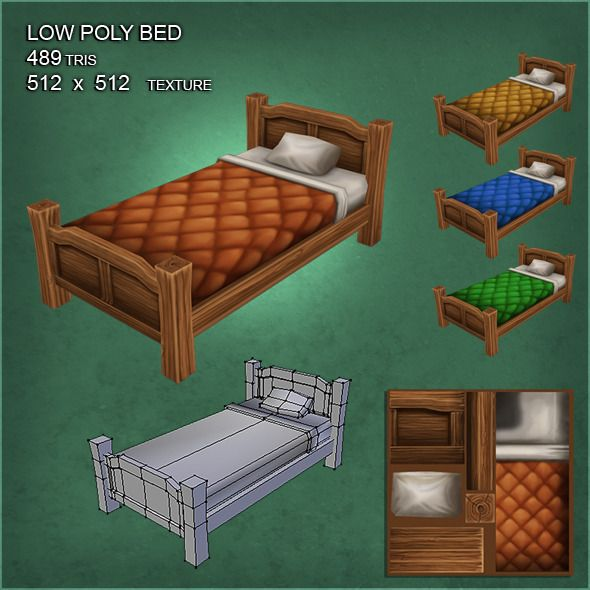 LOW POLY BED
489 TRIS
512 x 512 TEXTURE